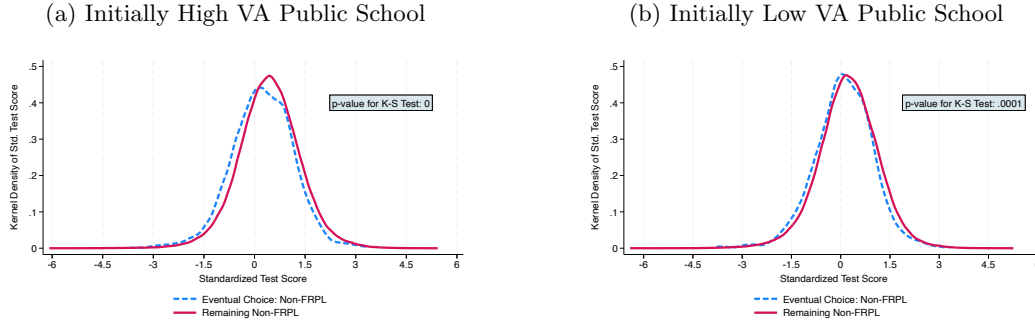 (a) Initially High VA Public School
Kernel Density of Std. Test Score
.5
.4
.3
.2
.1
0
p-value for K-S Test: 0
-6 -4.5 -3 -1.5 0 1.5 3 4.5 6
Standardized Test Score
Eventual Choice: Non-FRPL
Remaining Non-FRPL
(b) Initially Low VA Public School
Kernel Density of Std. Test Score
.5
.4
.3
.2
.1
0
p-value for K-S Test: .0001
-6 -4.5 -3 -1.5 0 1.5 3 4.5
Standardized Test Score
Eventual Choice: Non-FRPL
Remaining Non-FRPL